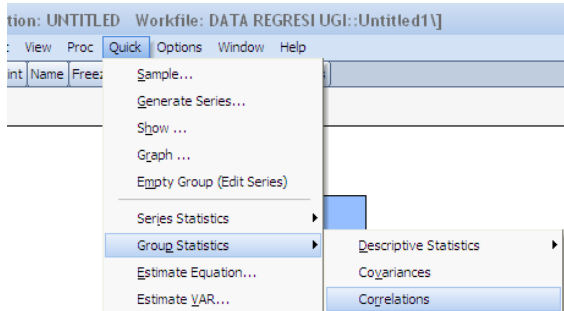 tion: UNTITLED Workfile: DATA REGRESI UGI::Untitled1\]
View Proc Quick Options Window Help
int Name Freez
Sample...
Generate Series...
Show ...
Graph ...
Empty Group (Edit Series)
Series Statistics
Group Statistics
Descriptive Statistics
Estimate Equation...
Covariances
Estimate VAR...
Correlations